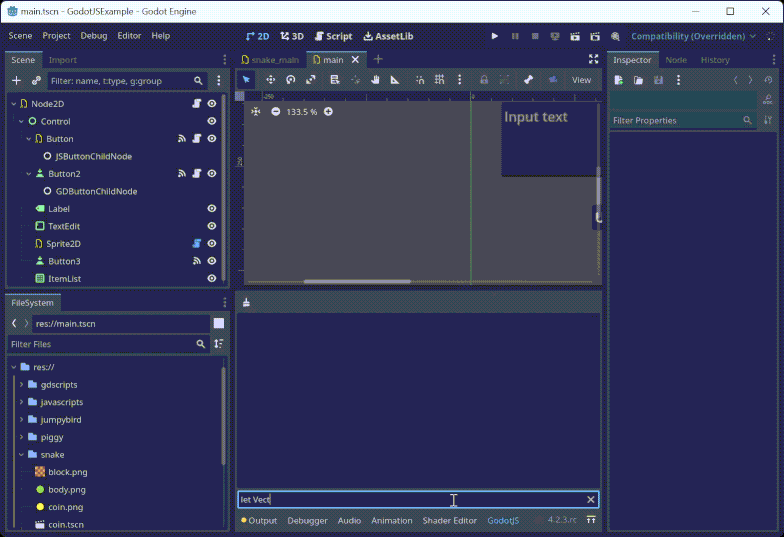 main.tscn - GodotJSExample - Godot Engine
Scene Project Debug Editor Help
2D 3D Script AssetLib
Compatibility (Overridden)
Scene Import
snake_main main
Inspector Node History
Filter: name, t:type, g:group
View
Node2D
Control
Button
JSButtonChildNode
Button2
GDButtonChildNode
Label
TextEdit
Sprite2D
Button3
ItemList
-250 0
133.5 %
Input text
Filter Properties
FileSystem
res://main.tscn
Filter Files
res://
gdscripts
javascripts
jumpybird
piggy
snake
block.png
body.png
coin.png
coin.tscn
let Vect
Output Debugger Audio Animation Shader Editor GodotJS 4.2.3.rc